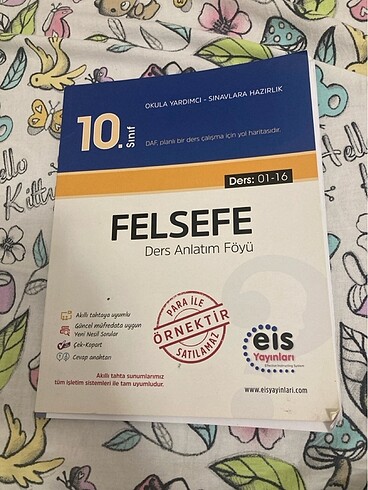 OKULA YARDIMCI - SINAVLARA HAZIRLIK
10. Sınıf
DAF, planlı bir ders çalışma için yol haritasıdır.
Ders: 01-16
FELSEFE
Ders Anlatım Föyü
Akıllı tahtaya uyumlu
Güncel müfredata uygun
Yeni Nesil Sorular
Çek-Kopart
Cevap anahtarı
PARA İLE
ÖRNEKTİR
SATILAMAZ
eis
Yayınları
Akıllı tahta sunumlarımız
tüm işletim sistemleri ile tam uyumludur.
www.eisyayinlari.com
Hello
Kitty